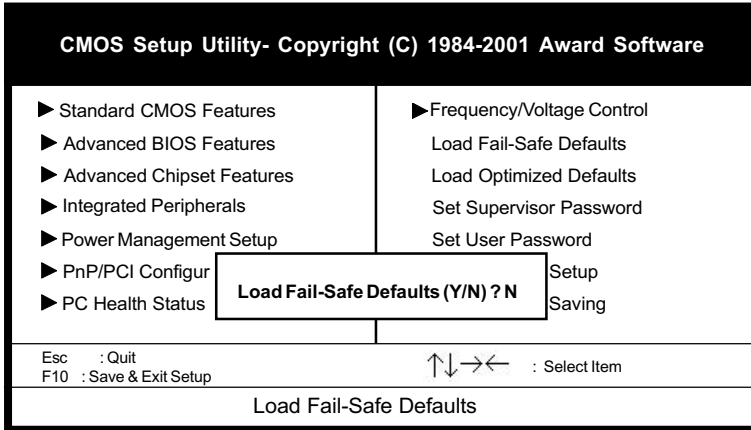 CMOS Setup Utility- Copyright (C) 1984-2001 Award Software
▶ Standard CMOS Features
▶ Advanced BIOS Features
▶ Advanced Chipset Features
▶ Integrated Peripherals
▶ Power Management Setup
▶ PnP/PCI Configur
▶ PC Health Status
▶ Frequency/Voltage Control
Load Fail-Safe Defaults
Load Optimized Defaults
Set Supervisor Password
Set User Password
Setup
Saving
Load Fail-Safe Defaults (Y/N) ? N
Esc : Quit
F10 : Save & Exit Setup
↑↓→← : Select Item
Load Fail-Safe Defaults